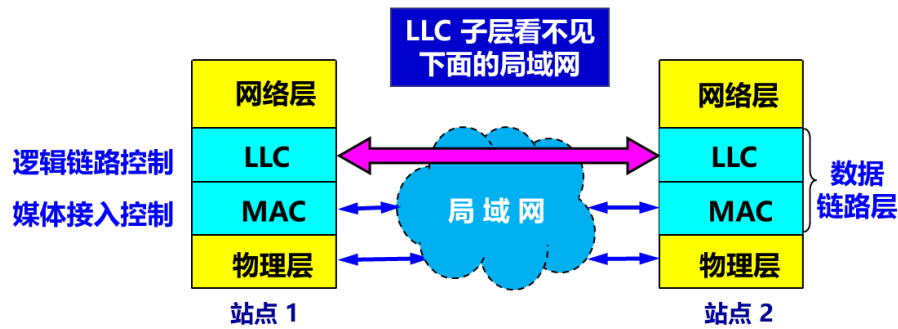 LLC 子层看不见
下面的局域网
网络层
网络层
逻辑链路控制
LLC
LLC
数据
链路层
媒体接入控制
MAC
局域网
MAC
物理层
物理层
站点 1
站点 2